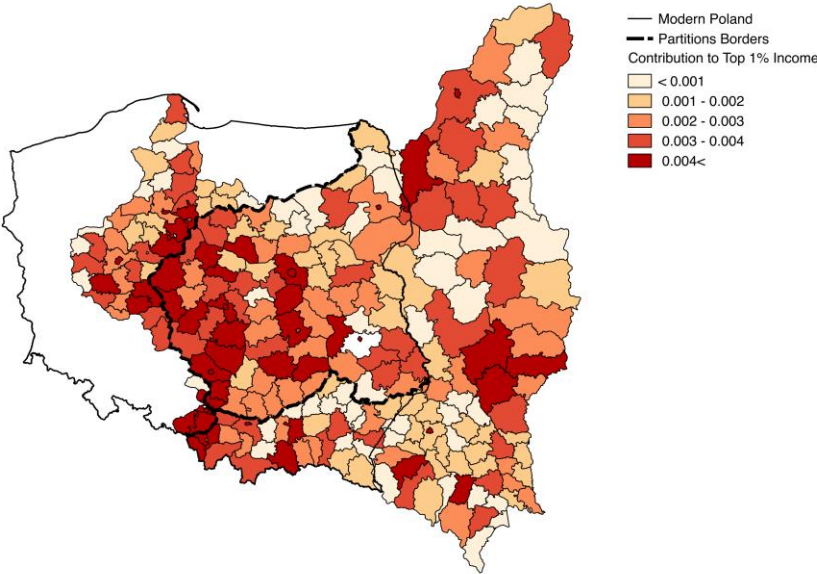 Modern Poland
Partitions Borders
Contribution to Top 1% Income
< 0.001
0.001 - 0.002
0.002 - 0.003
0.003 - 0.004
0.004<